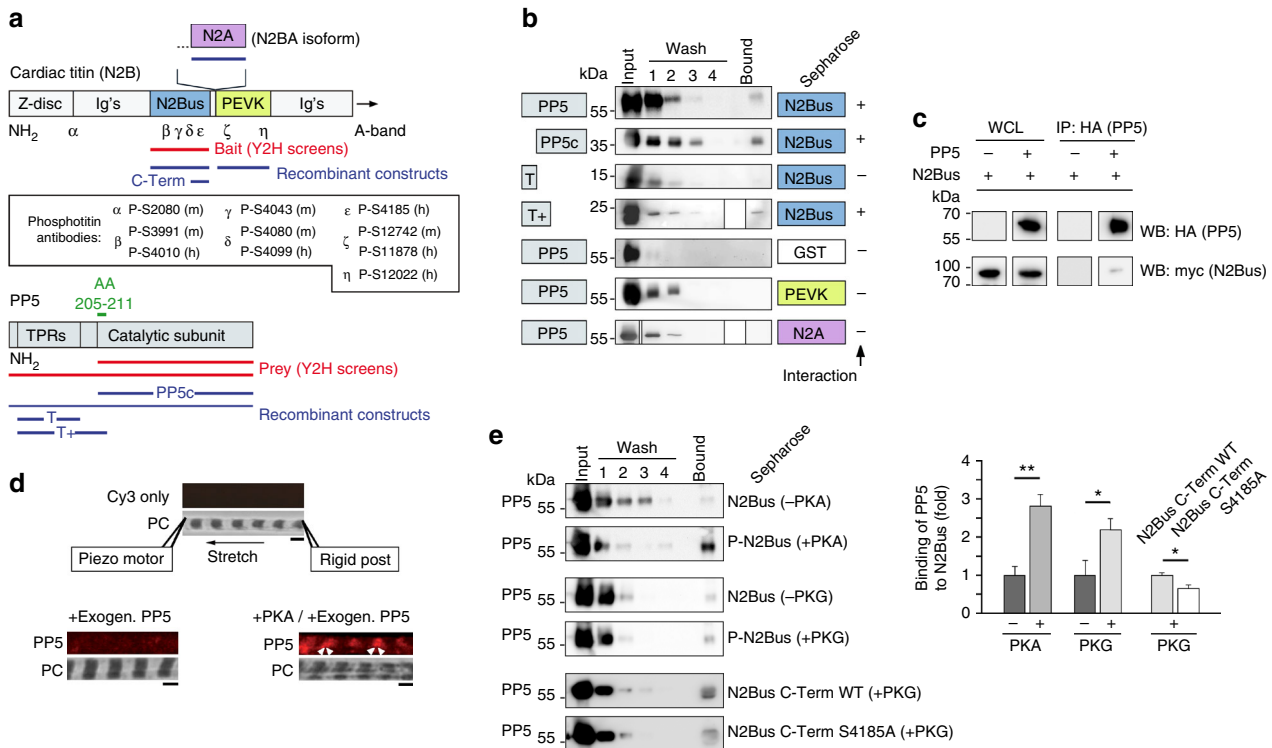 a
N2A
(N2BA isoform)
Cardiac titin (N2B)
Z-disc Ig's N2Bus PEVK Ig's
NH2 α β γ δ ε ζ η A-band
Bait (Y2H screens)
C-Term Recombinant constructs
Phosphotitin antibodies:
α P-S2080 (m)
β P-S3991 (m)
P-S4010 (h)
γ P-S4043 (m)
δ P-S4080 (m)
P-S4099 (h)
ε P-S4185 (h)
ζ P-S12742 (m)
P-S11878 (h)
η P-S12022 (h)
AA
205-211
PP5
TPRs Catalytic subunit
NH2
Prey (Y2H screens)
PP5c
Recombinant constructs
T
T+
b
kDa Input Wash Bound Sepharose
1 2 3 4
PP5 55 N2Bus +
PP5c 35 N2Bus +
T 15 N2Bus −
T+ 25 N2Bus +
PP5 55 GST −
PP5 55 PEVK −
PP5 55 N2A −
Interaction
c
WCL IP: HA (PP5)
PP5 − + − +
N2Bus + + + +
kDa
70
55
WB: HA (PP5)
100
70
WB: myc (N2Bus)
d
Cy3 only
PC
Piezo motor Stretch Rigid post
+Exogen. PP5
PP5
PC
+PKA / +Exogen. PP5
PP5
PC
e
kDa Input Wash Bound Sepharose
1 2 3 4
PP5 55 N2Bus (−PKA)
PP5 55 P-N2Bus (+PKA)
PP5 55 N2Bus (−PKG)
PP5 55 P-N2Bus (+PKG)
PP5 55 N2Bus C-Term WT (+PKG)
PP5 55 N2Bus C-Term S4185A (+PKG)
Binding of PP5
to N2Bus (fold)
4
3
2
1
0
** * *
N2Bus C-Term WT
N2Bus C-Term
S4185A
− + − + +
PKA PKG PKG